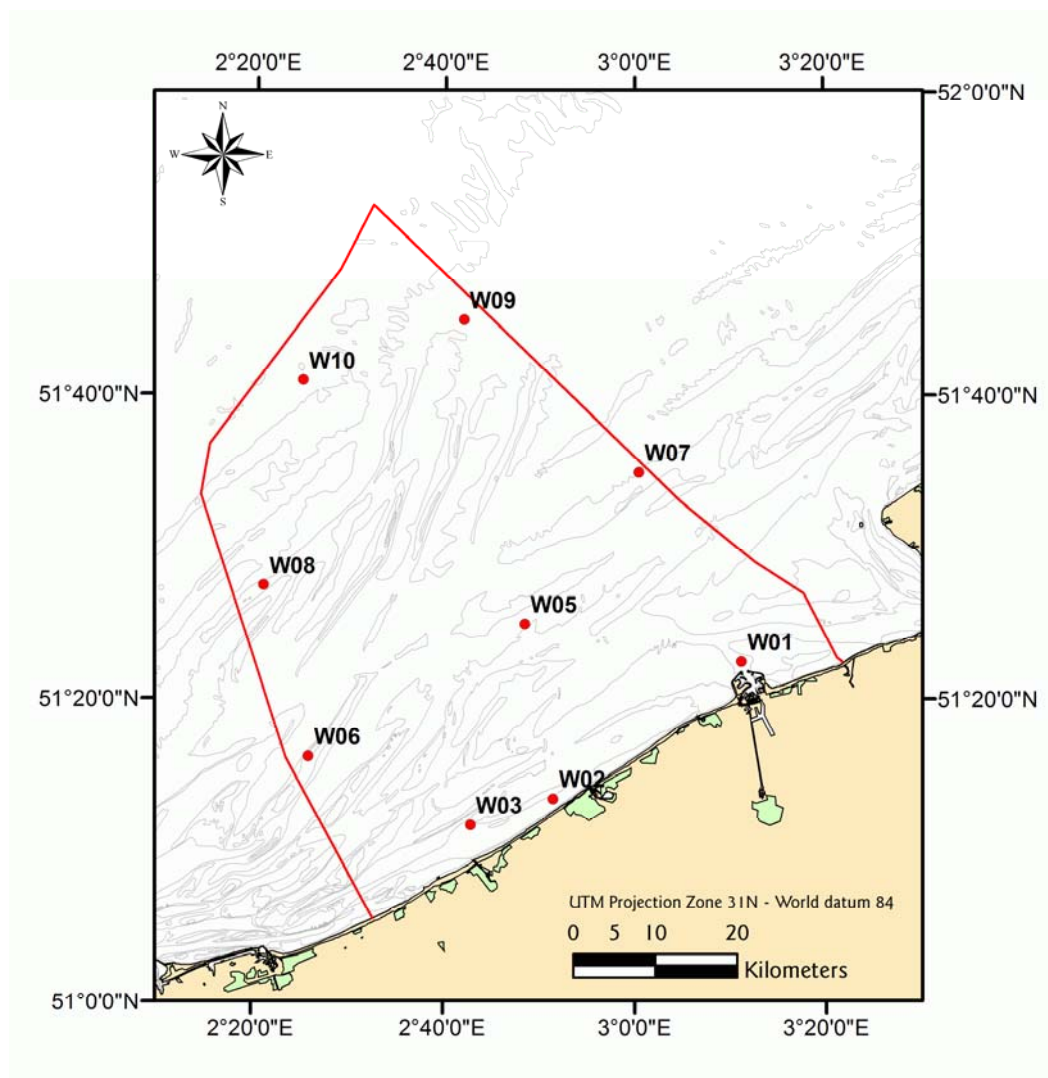 2°20'0"E 2°40'0"E 3°0'0"E 3°20'0"E
52°0'0"N
N
W E
S
W09
W10
51°40'0"N 51°40'0"N
W07
W08
W05
W01
51°20'0"N 51°20'0"N
W06
W02
W03
UTM Projection Zone 31N - World datum 84
0 5 10 20
Kilometers
51°0'0"N
2°20'0"E 2°40'0"E 3°0'0"E 3°20'0"E